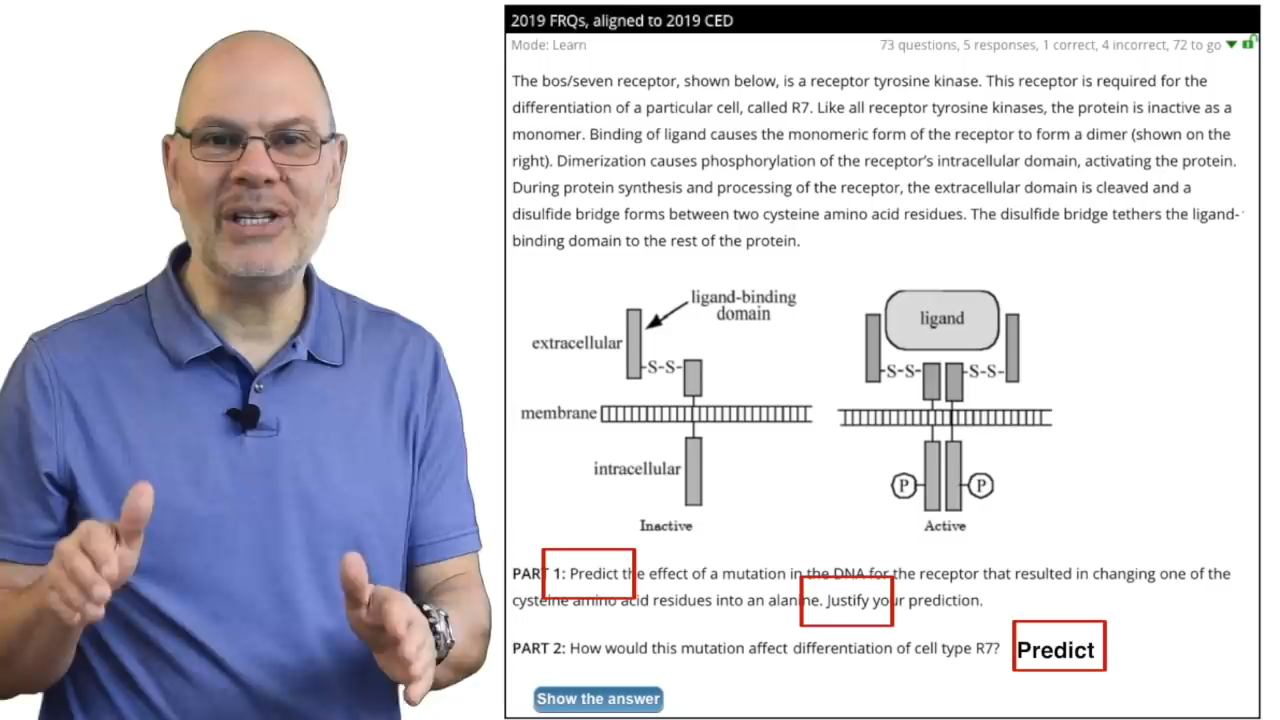 2019 FRQs, aligned to 2019 CED
Mode: Learn
73 questions, 5 responses, 1 correct, 4 incorrect, 72 to go
The bos/seven receptor, shown below, is a receptor tyrosine kinase. This receptor is required for the
differentiation of a particular cell, called R7. Like all receptor tyrosine kinases, the protein is inactive as a
monomer. Binding of ligand causes the monomeric form of the receptor to form a dimer (shown on the
right). Dimerization causes phosphorylation of the receptor's intracellular domain, activating the protein.
During protein synthesis and processing of the receptor, the extracellular domain is cleaved and a
disulfide bridge forms between two cysteine amino acid residues. The disulfide bridge tethers the ligand-
binding domain to the rest of the protein.
ligand-binding
domain
extracellular
-S-S-
membrane
intracellular
Inactive
ligand
-S-S-
-S-S-
P
P
Active
PART 1: Predict the effect of a mutation in the DNA for the receptor that resulted in changing one of the
cysteine amino acid residues into an alanine. Justify your prediction.
PART 2: How would this mutation affect differentiation of cell type R7?
Predict
Show the answer